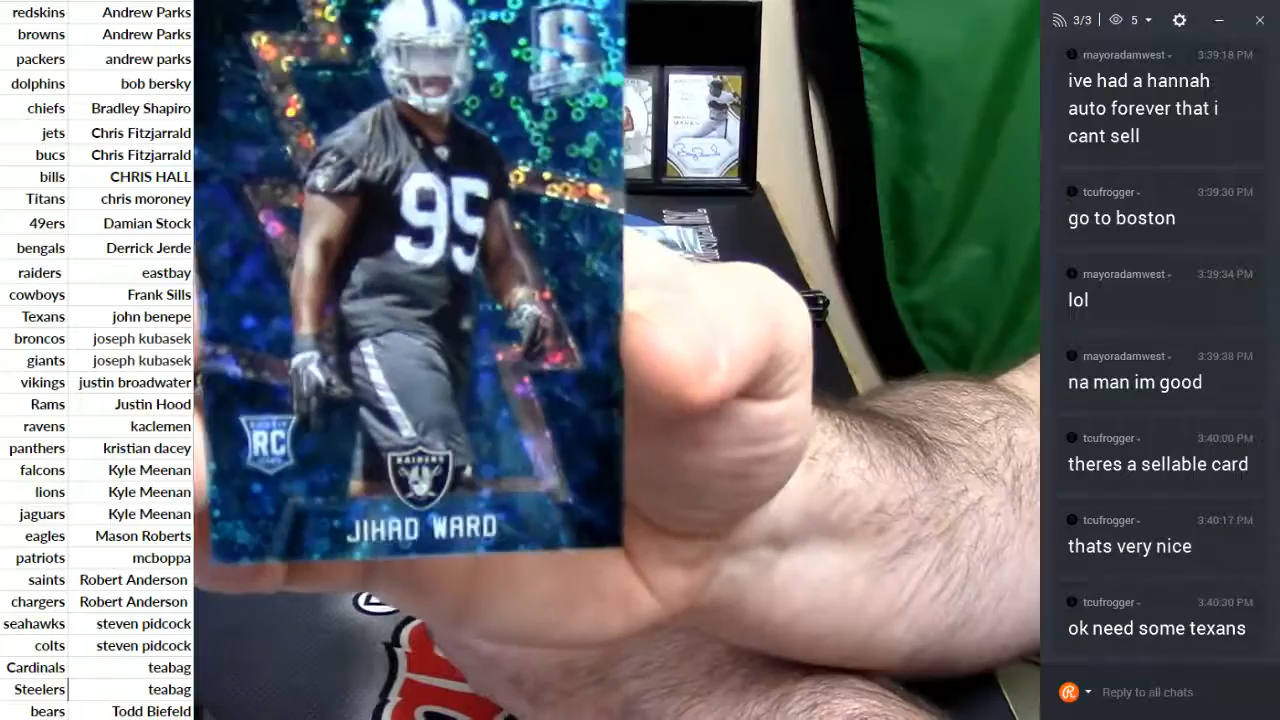 redskins Andrew Parks
browns Andrew Parks
packers andrew parks
dolphins bob bersky
chiefs Bradley Shapiro
jets Chris Fitzjarrald
bucs Chris Fitzjarrald
bills CHRIS HALL
Titans chris moroney
49ers Damian Stock
bengals Derrick Jerde
raiders eastbay
cowboys Frank Sills
Texans john benepe
broncos joseph kubasek
giants joseph kubasek
vikings justin broadwater
Rams Justin Hood
ravens kaclemen
panthers kristian dacey
falcons Kyle Meenan
lions Kyle Meenan
jaguars Kyle Meenan
eagles Mason Roberts
patriots mcboppa
saints Robert Anderson
chargers Robert Anderson
seahawks steven pidcock
colts steven pidcock
Cardinals teabag
Steelers teabag
bears Todd Biefeld
95
RC
RAIDERS
JIHAD WARD
3/3 5
mayoradamwest 3:39:18 PM
ive had a hannah
auto forever that i
cant sell
tcufrogger 3:39:30 PM
go to boston
mayoradamwest 3:39:34 PM
lol
mayoradamwest 3:39:38 PM
na man im good
tcufrogger 3:40:00 PM
theres a sellable card
tcufrogger 3:40:17 PM
thats very nice
tcufrogger 3:40:30 PM
ok need some texans
Reply to all chats